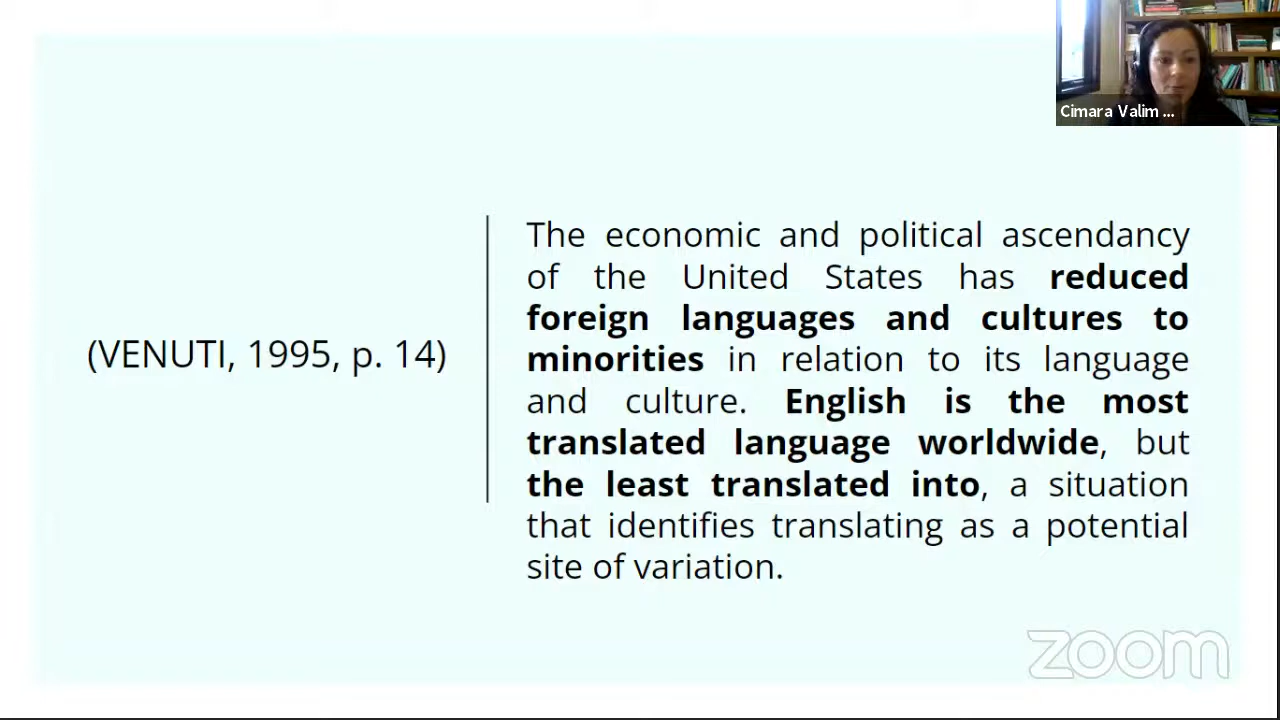 Cimara Valim ...
(VENUTI, 1995, p. 14)
The economic and political ascendancy
of the United States has reduced
foreign languages and cultures to
minorities in relation to its language
and culture. English is the most
translated language worldwide, but
the least translated into, a situation
that identifies translating as a potential
site of variation.
zoom